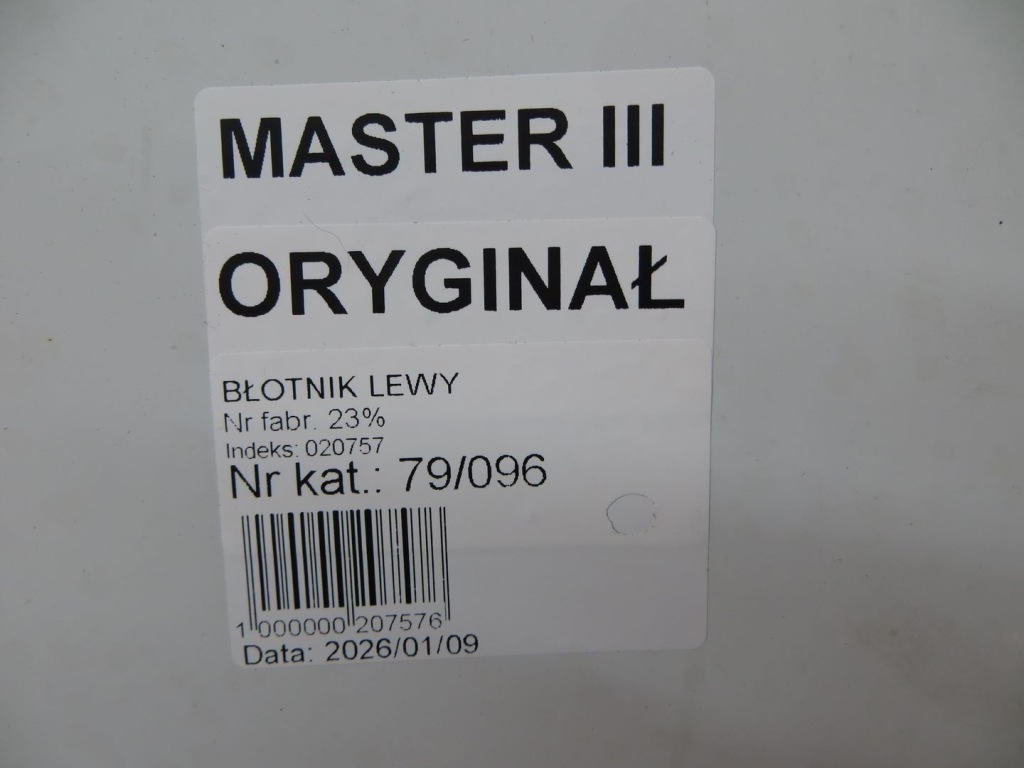 MASTER III
ORYGINAŁ
BŁOTNIK LEWY
Nr fabr. 23%
Indeks: 020757
Nr kat.: 79/096
1 000000 207576
Data: 2026/01/09